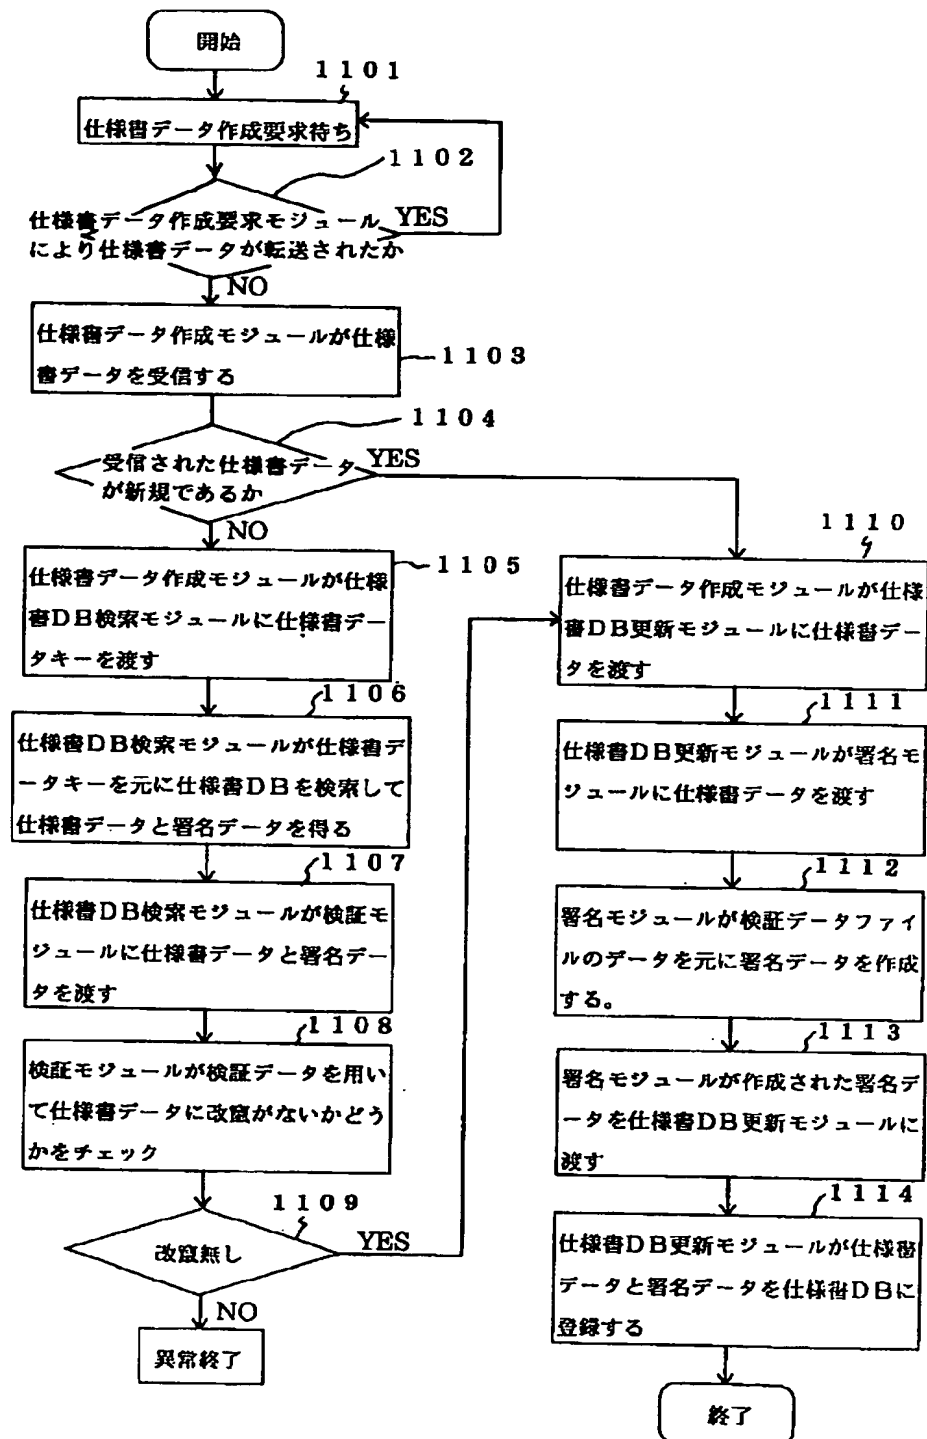 開始
1101
仕様書データ作成要求待ち
1102
仕様書データ作成要求モジュール
により仕様書データが転送されたか
YES
NO
仕様書データ作成モジュールが仕様
書データを受信する
1103
1104
受信された仕様書データ
が新規であるか
YES
NO
仕様書データ作成モジュールが仕様
書DB検索モジュールに仕様書デー
タキーを渡す
1105
1106
仕様書DB検索モジュールが仕様書デ
ータキーを元に仕様書DBを検索して
仕様書データと署名データを得る
1107
仕様書DB検索モジュールが検証モ
ジュールに仕様書データと署名デー
タを渡す
1108
検証モジュールが検証データを用い
て仕様書データに改竄がないかどう
かをチェック
1109
改竄無し
YES
NO
異常終了
1110
仕様書データ作成モジュールが仕様
書DB更新モジュールに仕様書データ
を渡す
1111
仕様書DB更新モジュールが署名モ
ジュールに仕様書データを渡す
1112
署名モジュールが検証データファイ
ルのデータを元に署名データを作成
する。
1113
署名モジュールが作成された署名デ
ータを仕様書DB更新モジュールに
渡す
1114
仕様書DB更新モジュールが仕様書
データと署名データを仕様書DBに
登録する
終了